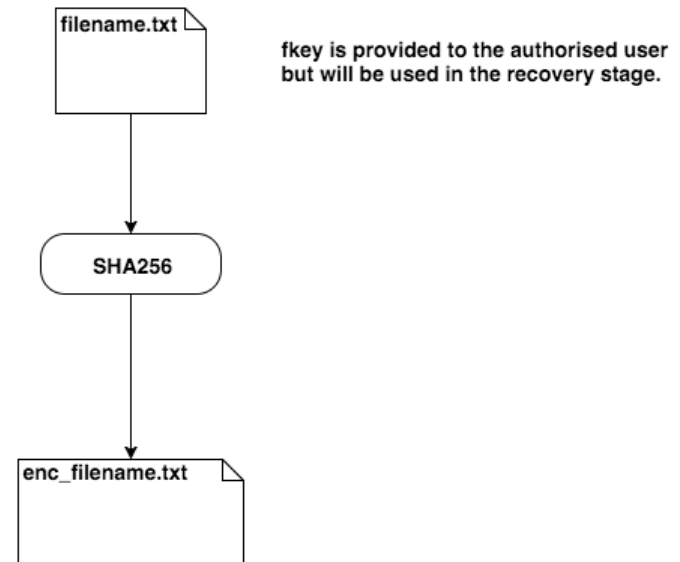 filename.txt
fkey is provided to the authorised user
but will be used in the recovery stage.
SHA256
enc_filename.txt